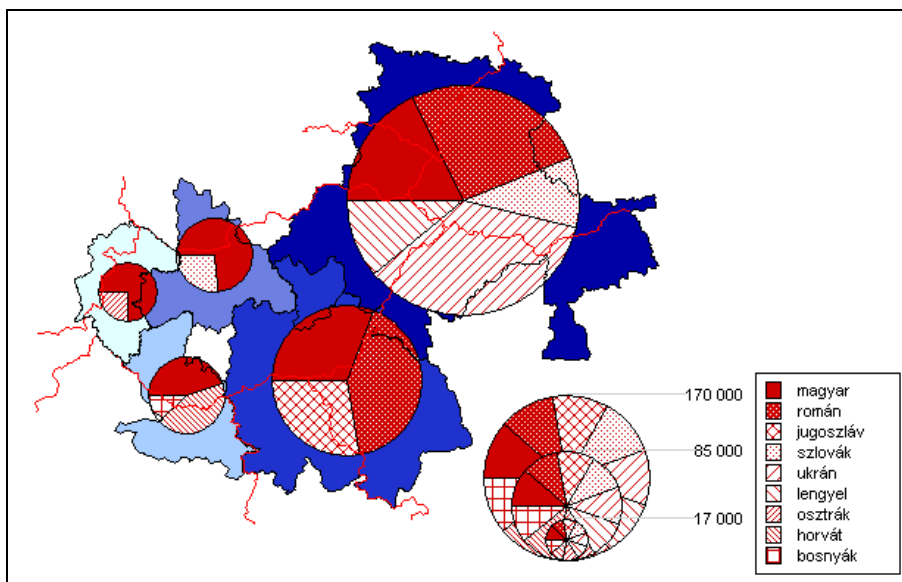 170 000
85 000
17 000
magyar
román
jugoszláv
szlovák
ukrán
lengyel
osztrák
horvát
bosnyák